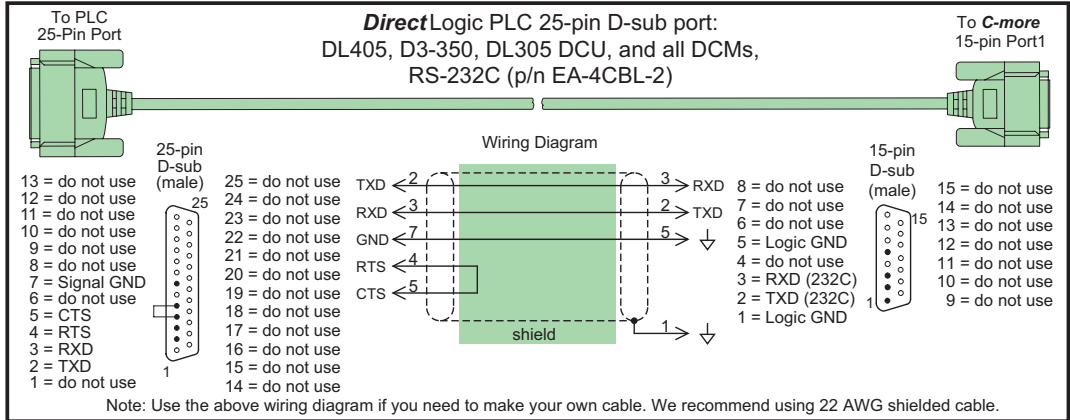 To PLC
25-Pin Port
DirectLogic PLC 25-pin D-sub port:
DL405, D3-350, DL305 DCU, and all DCMs,
RS-232C (p/n EA-4CBL-2)
To C-more
15-pin Port1
Wiring Diagram
25-pin
D-sub
(male)
25
1
13 = do not use
12 = do not use
11 = do not use
10 = do not use
9 = do not use
8 = do not use
7 = Signal GND
6 = do not use
5 = CTS
4 = RTS
3 = RXD
2 = TXD
1 = do not use
25 = do not use
24 = do not use
23 = do not use
22 = do not use
21 = do not use
20 = do not use
19 = do not use
18 = do not use
17 = do not use
16 = do not use
15 = do not use
14 = do not use
TXD 2 3 RXD
RXD 3 2 TXD
GND 7 5
RTS 4
CTS 5
1
shield
8 = do not use
7 = do not use
6 = do not use
5 = Logic GND
4 = do not use
3 = RXD (232C)
2 = TXD (232C)
1 = Logic GND
15-pin
D-sub
(male)
15
1
15 = do not use
14 = do not use
13 = do not use
12 = do not use
11 = do not use
10 = do not use
9 = do not use
Note: Use the above wiring diagram if you need to make your own cable. We recommend using 22 AWG shielded cable.